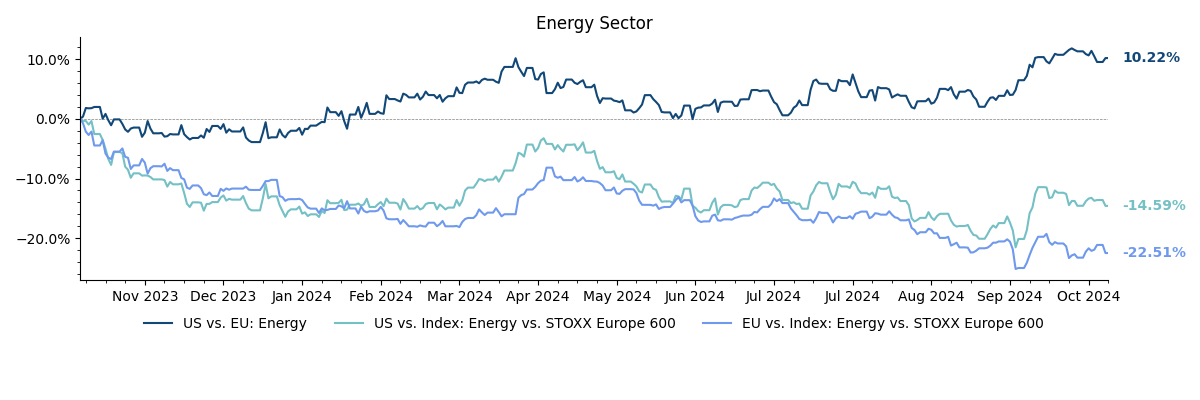 Energy Sector
10.0%
0.0%
−10.0%
−20.0%
10.22%
-14.59%
-22.51%
Nov 2023 Dec 2023 Jan 2024 Feb 2024 Mar 2024 Apr 2024 May 2024 Jun 2024 Jul 2024 Jul 2024 Aug 2024 Sep 2024 Oct 2024
US vs. EU: Energy US vs. Index: Energy vs. STOXX Europe 600 EU vs. Index: Energy vs. STOXX Europe 600